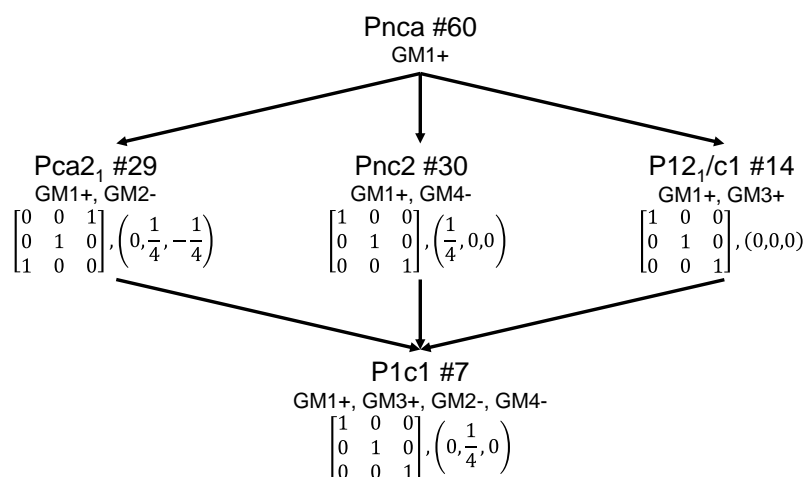 Pnca #60
GM1+
Pca2₁ #29
GM1+, GM2-
[0 0 1
0 1 0
1 0 0], (0, 1/4, -1/4)
Pnc2 #30
GM1+, GM4-
[1 0 0
0 1 0
0 0 1], (1/4, 0,0)
P12₁/c1 #14
GM1+, GM3+
[1 0 0
0 1 0
0 0 1], (0,0,0)
P1c1 #7
GM1+, GM3+, GM2-, GM4-
[1 0 0
0 1 0
0 0 1], (0, 1/4, 0)